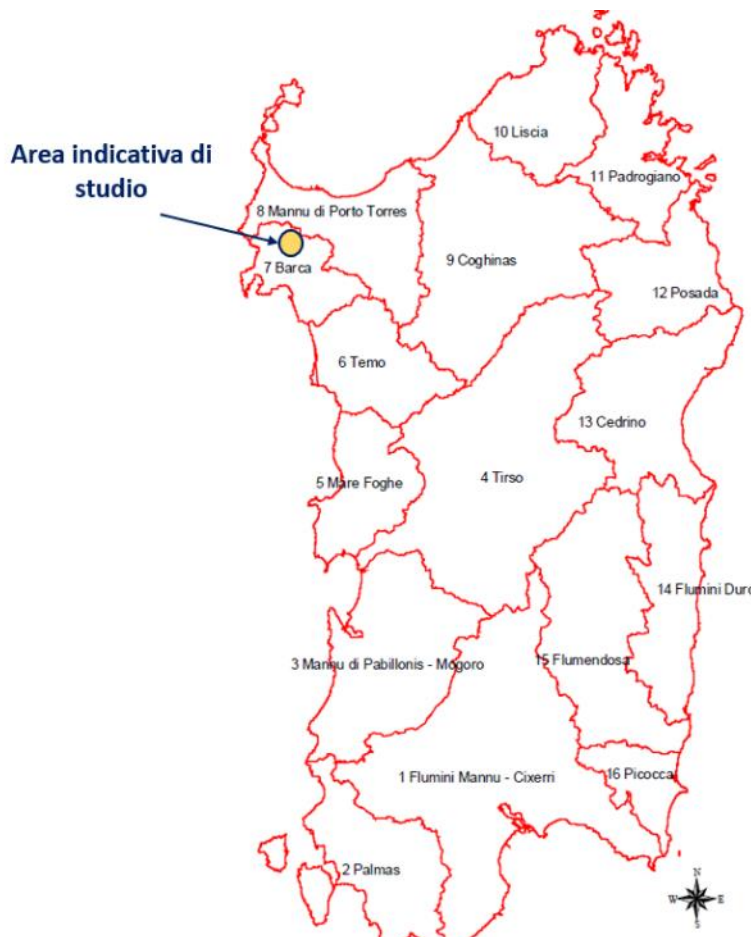 10 Liscia
Area indicativa di
studio
11 Padrogiano
8 Mannu di Porto Torres
9 Coghinas
7 Barca
12 Posada
6 Temo
13 Cedrino
5 Mare Foghe
4 Tirso
14 Flumini Durc
3 Mannu di Pabillonis - Mogoro
15 Flumendosa
16 Picocca
1 Flumini Mannu - Cixerri
2 Palmas
N
W E
S